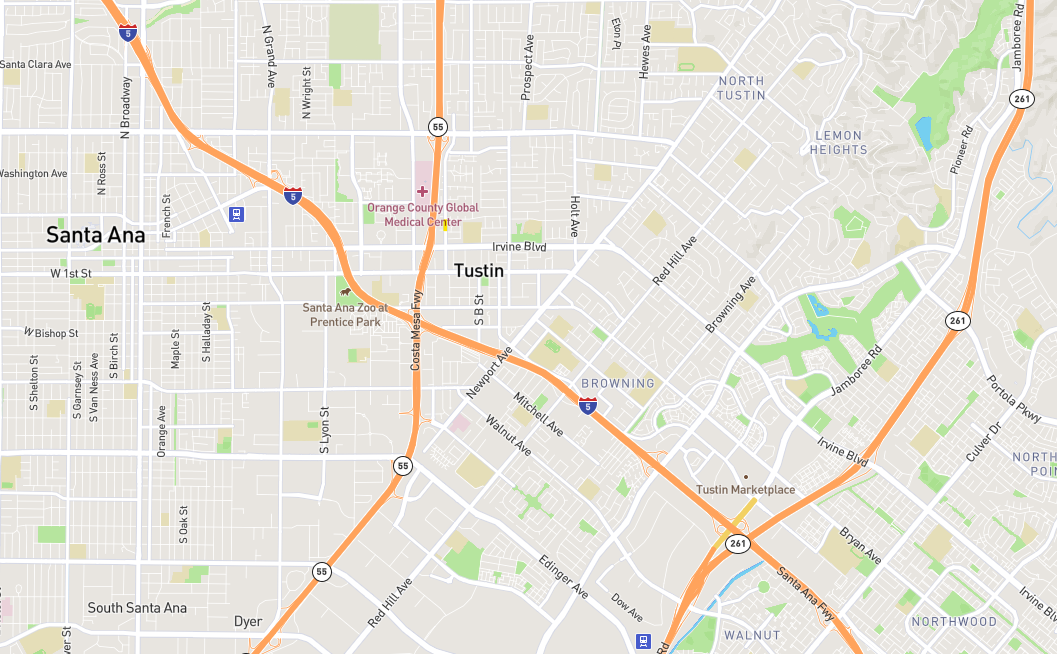 5
Jamboree Rd
Elon Pl
Hewes Ave
N Grand Ave
Prospect Ave
Santa Clara Ave
N Wright St
NORTH
TUSTIN
N Broadway
261
55
LEMON
HEIGHTS
Pioneer Rd
Washington Ave
N Ross St
5
French St
Orange County Global
Medical Center
Holt Ave
Santa Ana
Irvine Blvd
Red Hill Ave
W 1st St
Tustin
Browning Ave
Santa Ana Zoo at
Prentice Park
S B St
Costa Mesa Fwy
261
W Bishop St
S Birch St
Maple St
S Halladay St
S Shelton St
S Garnsey St
S Van Ness Ave
Newport Ave
Jamboree Rd
BROWNING
Portola Pkwy
5
Mitchell Ave
Orange Ave
S Lyon St
Walnut Ave
Culver Dr
Irvine Blvd
NORTH
POIN
55
Tustin Marketplace
S Oak St
261
Bryan Ave
55
Edinger Ave
Santa Ana Fwy
Red Hill Ave
Dow Ave
Irvine Blv
South Santa Ana
Dyer
NORTHWOOD
WALNUT
ver St
Rd